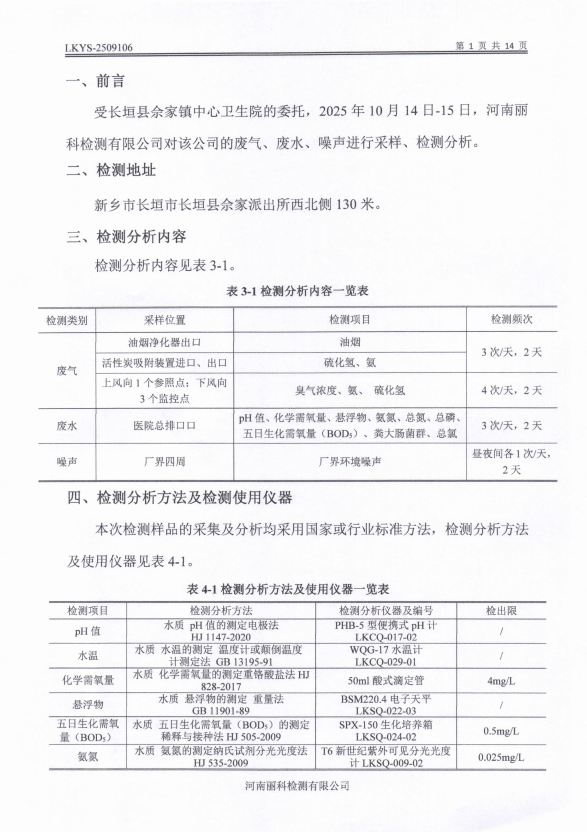 LKYS-2509106
第 1 页 共 14 页
一、前言
受长垣县佘家镇中心卫生院的委托，2025 年 10 月 14 日-15 日，河南丽
科检测有限公司对该公司的废气、废水、噪声进行采样、检测分析。
二、检测地址
新乡市长垣市长垣县佘家派出所西北侧 130 米。
三、检测分析内容
检测分析内容见表 3-1。
表 3-1 检测分析内容一览表
检测类别 采样位置 检测项目 检测频次
废气 油烟净化器出口 油烟 3 次/天，2 天
活性炭吸附装置进口、出口 硫化氢、氨
上风向 1 个参照点；下风向
3 个监控点
臭气浓度、氨、 硫化氢 4 次/天，2 天
废水 医院总排口口
pH 值、化学需氧量、悬浮物、氨氮、总氮、总磷、
五日生化需氧量（BOD₅）、粪大肠菌群、总氯
3 次/天，2 天
噪声 厂界四周 厂界环境噪声
昼夜间各 1 次/天，
2 天
四、检测分析方法及检测使用仪器
本次检测样品的采集及分析均采用国家或行业标准方法，检测分析方法
及使用仪器见表 4-1。
表 4-1 检测分析方法及使用仪器一览表
检测项目 检测分析方法 检测分析仪器及编号 检出限
pH 值
水质 pH 值的测定电极法
HJ 1147-2020
PHB-5 型便携式 pH 计
LKCQ-017-02
/
水温
水质 水温的测定 温度计或颠倒温度
计测定法 GB 13195-91
WQG-17 水温计
LKCQ-029-01
/
化学需氧量
水质 化学需氧量的测定重铬酸盐法 HJ
828-2017
50ml 酸式滴定管
4mg/L
悬浮物
水质 悬浮物的测定 重量法
GB 11901-89
BSM220.4 电子天平
LKSQ-022-03
/
五日生化需氧
量（BOD₅）
水质 五日生化需氧量（BOD₅）的测定
稀释与接种法 HJ 505-2009
SPX-150 生化培养箱
LKSQ-024-02
0.5mg/L
氨氮
水质 氨氮的测定纳氏试剂分光光度法
HJ 535-2009
T6 新世纪紫外可见分光光度
计 LKSQ-009-02
0.025mg/L
河南丽科检测有限公司